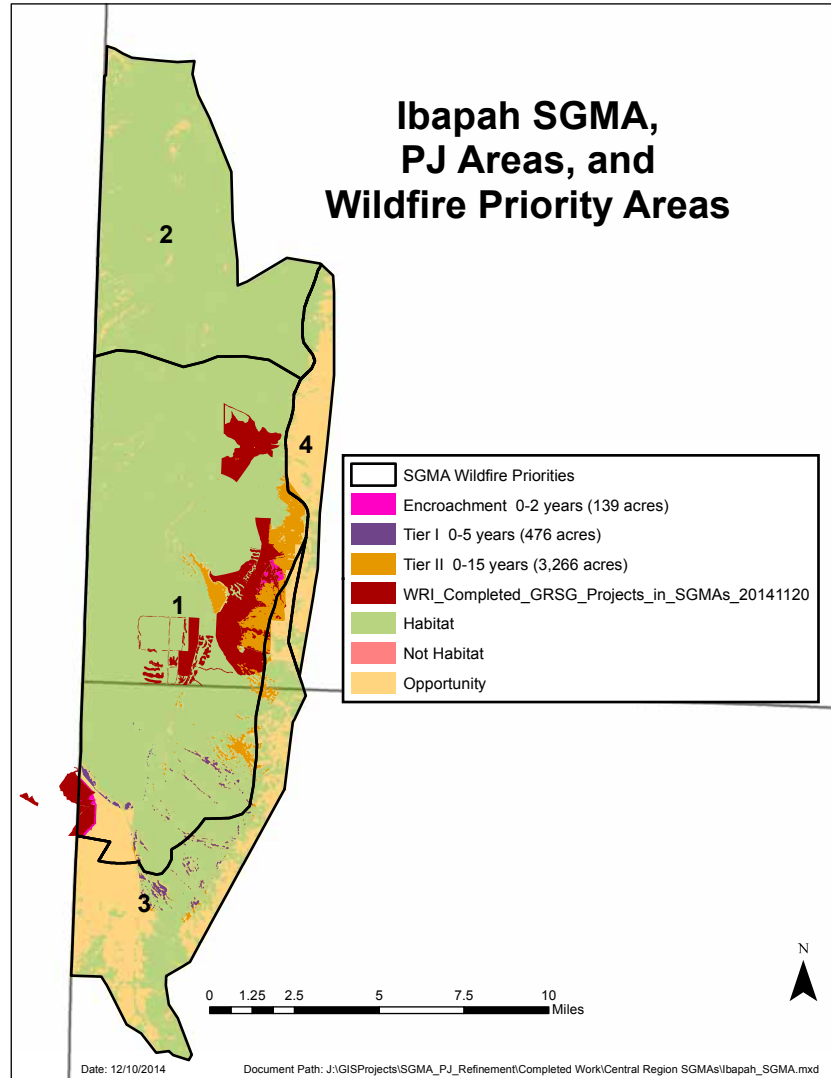 Ibapah SGMA,
PJ Areas, and
Wildfire Priority Areas
2
4
SGMA Wildfire Priorities
Encroachment 0-2 years (139 acres)
Tier I 0-5 years (476 acres)
Tier II 0-15 years (3,266 acres)
WRI_Completed_GRSG_Projects_in_SGMAs_20141120
Habitat
Not Habitat
Opportunity
1
3
N
0 1.25 2.5 5 7.5 10
Miles
Date: 12/10/2014 Document Path: J:\GISProjects\SGMA_PJ_Refinement\Completed Work\Central Region SGMAs\Ibapah_SGMA.mxd